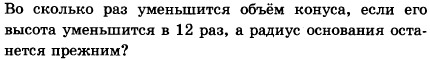 Во сколько раз уменьшится объём конуса, если его
высота уменьшится в 12 раз, а радиус основания оста-
нется прежним?